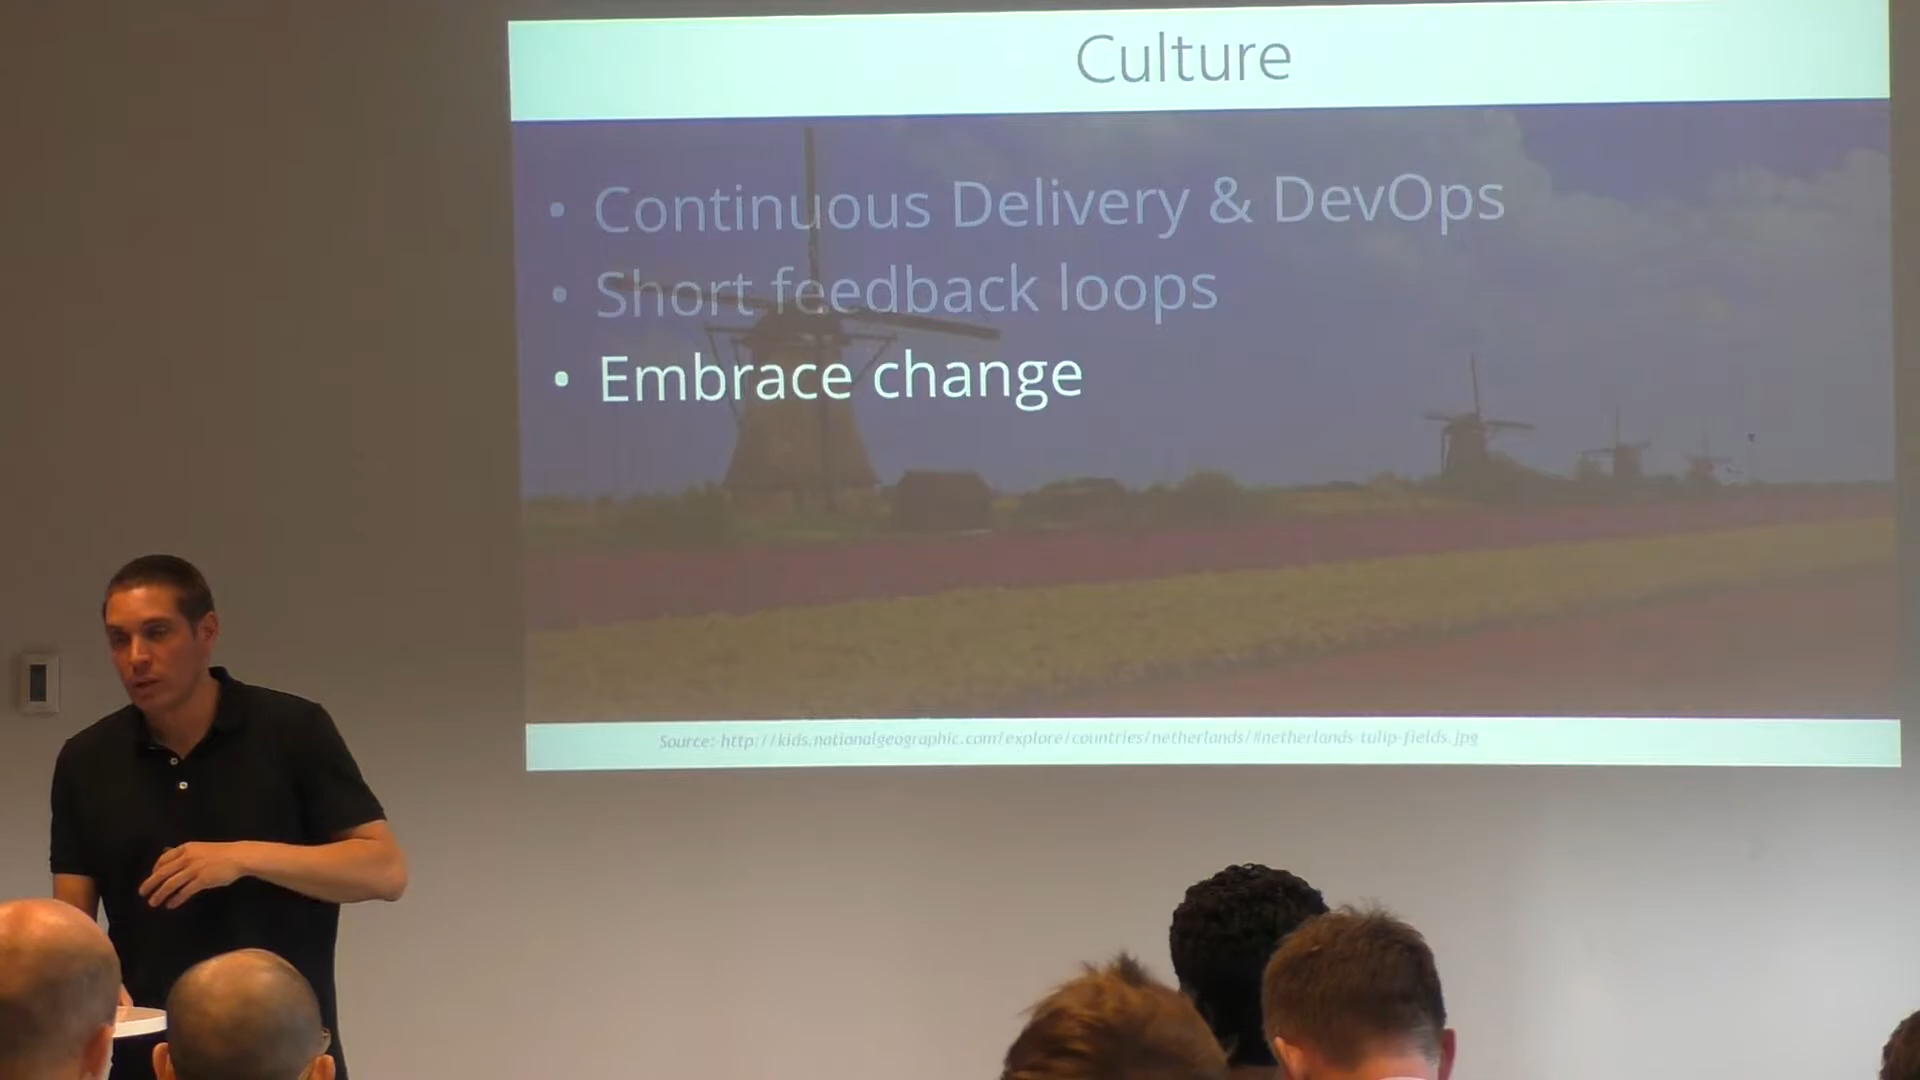 Culture
• Continuous Delivery & DevOps
• Short feedback loops
• Embrace change
Source: http://kids.nationalgeographic.com/explore/countries/netherlands/#netherlands-tulip-fields.jpg